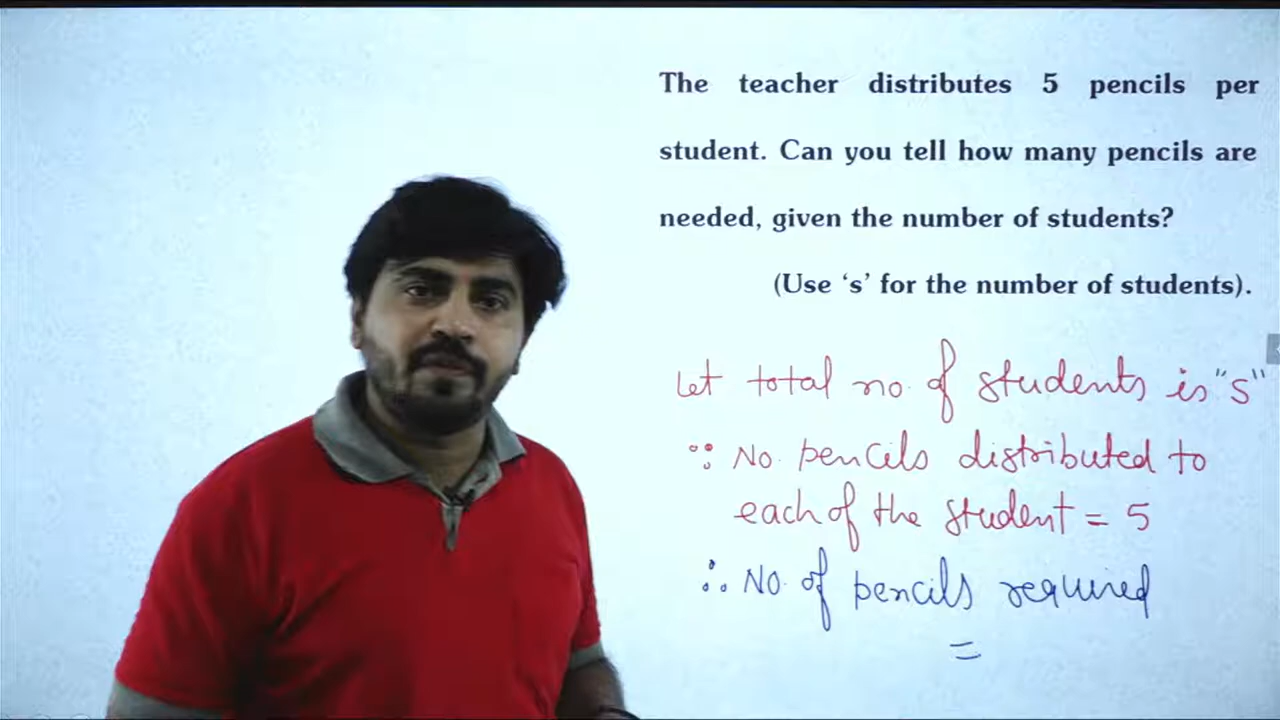 The teacher distributes 5 pencils per
student. Can you tell how many pencils are
needed, given the number of students?
(Use ‘s’ for the number of students).
Let total no of students is "s"
∵ No. pencils distributed to
each of the student = 5
∴ No. of pencils required
=